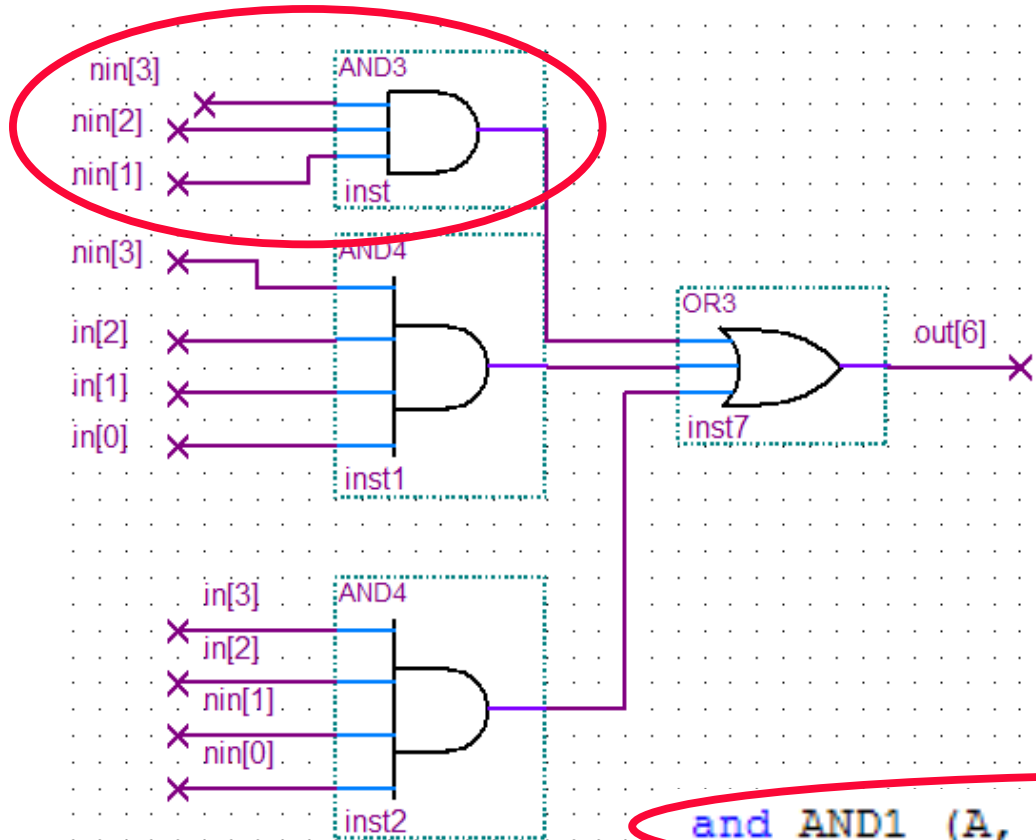 nin[3]
AND3
nin[2]
nin[1]
inst
nin[3]
AND4
in[2]
in[1]
in[0]
inst1
OR3
out[6]
inst7
in[3]
AND4
in[2]
nin[1]
nin[0]
inst2
and AND1 (A,